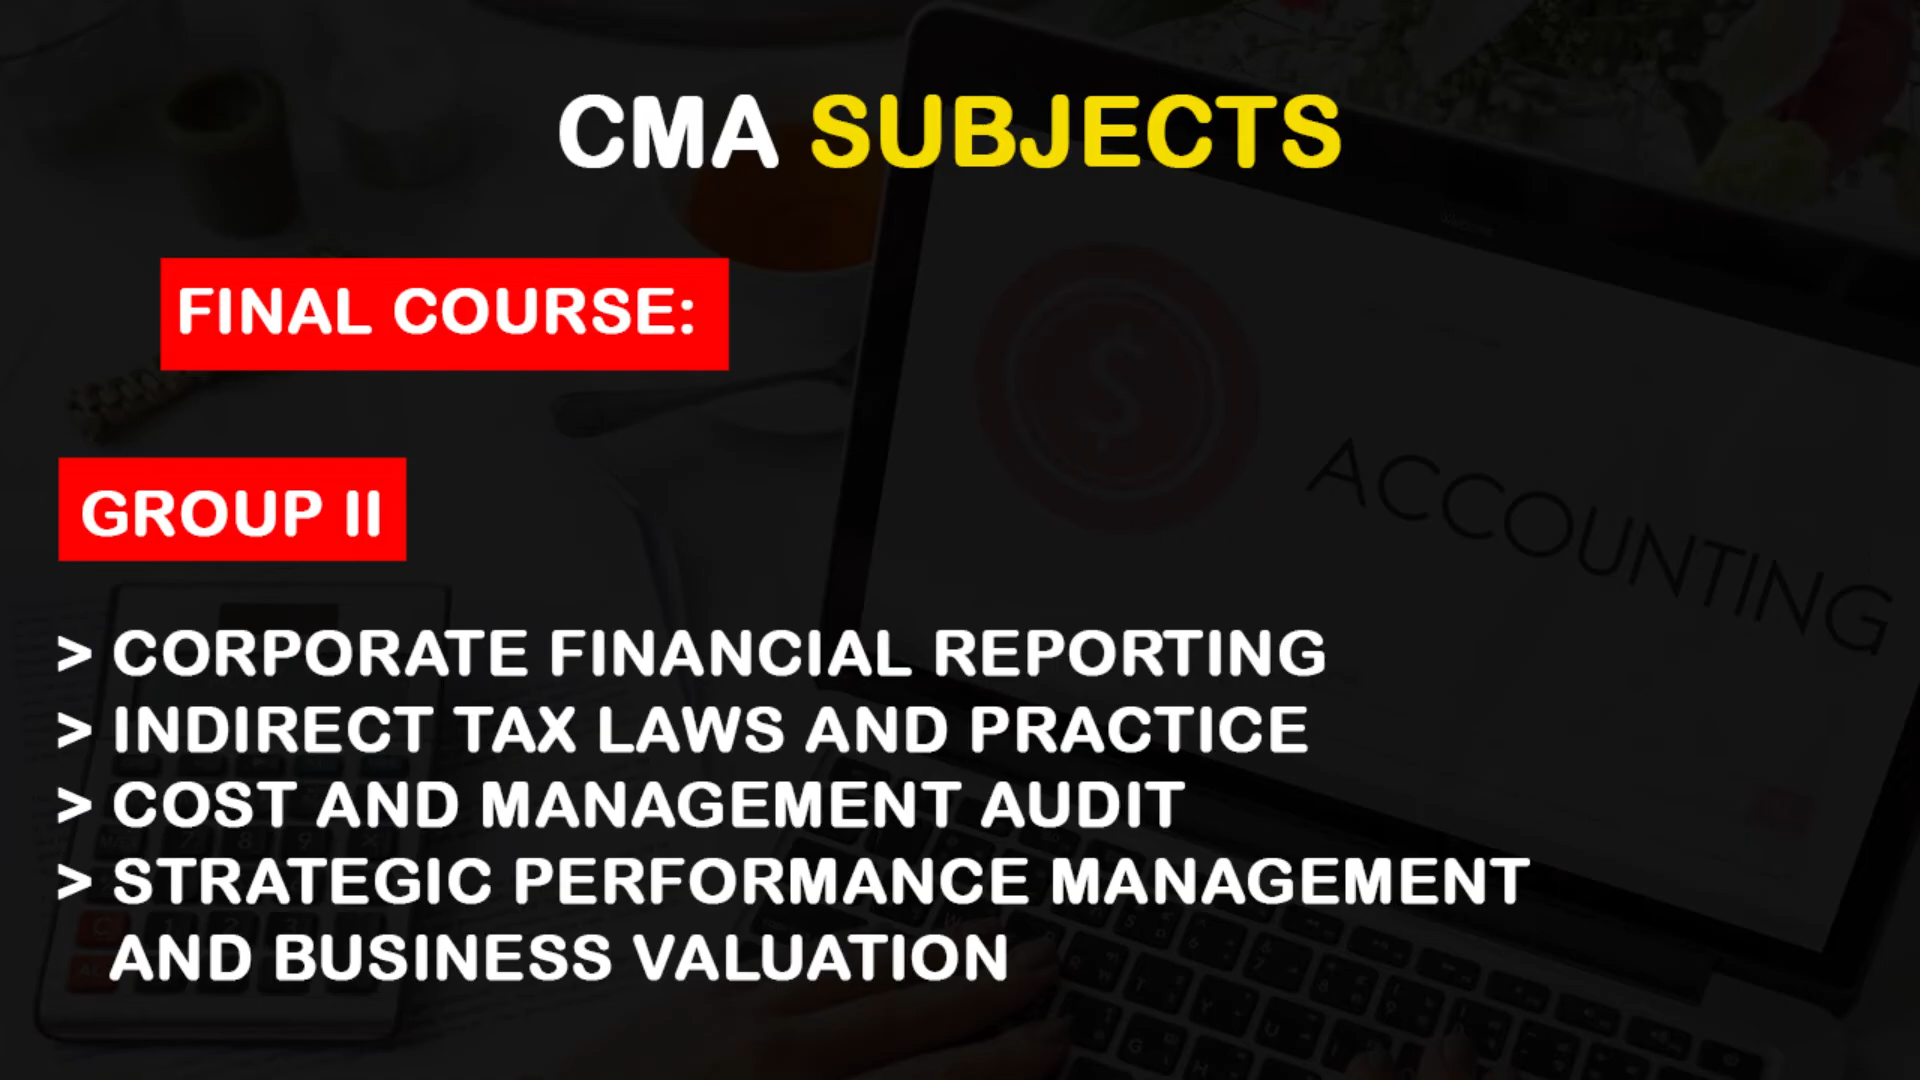 CMA SUBJECTS
FINAL COURSE:
GROUP II
> CORPORATE FINANCIAL REPORTING
> INDIRECT TAX LAWS AND PRACTICE
> COST AND MANAGEMENT AUDIT
> STRATEGIC PERFORMANCE MANAGEMENT
AND BUSINESS VALUATION
$
ACCOUNTING